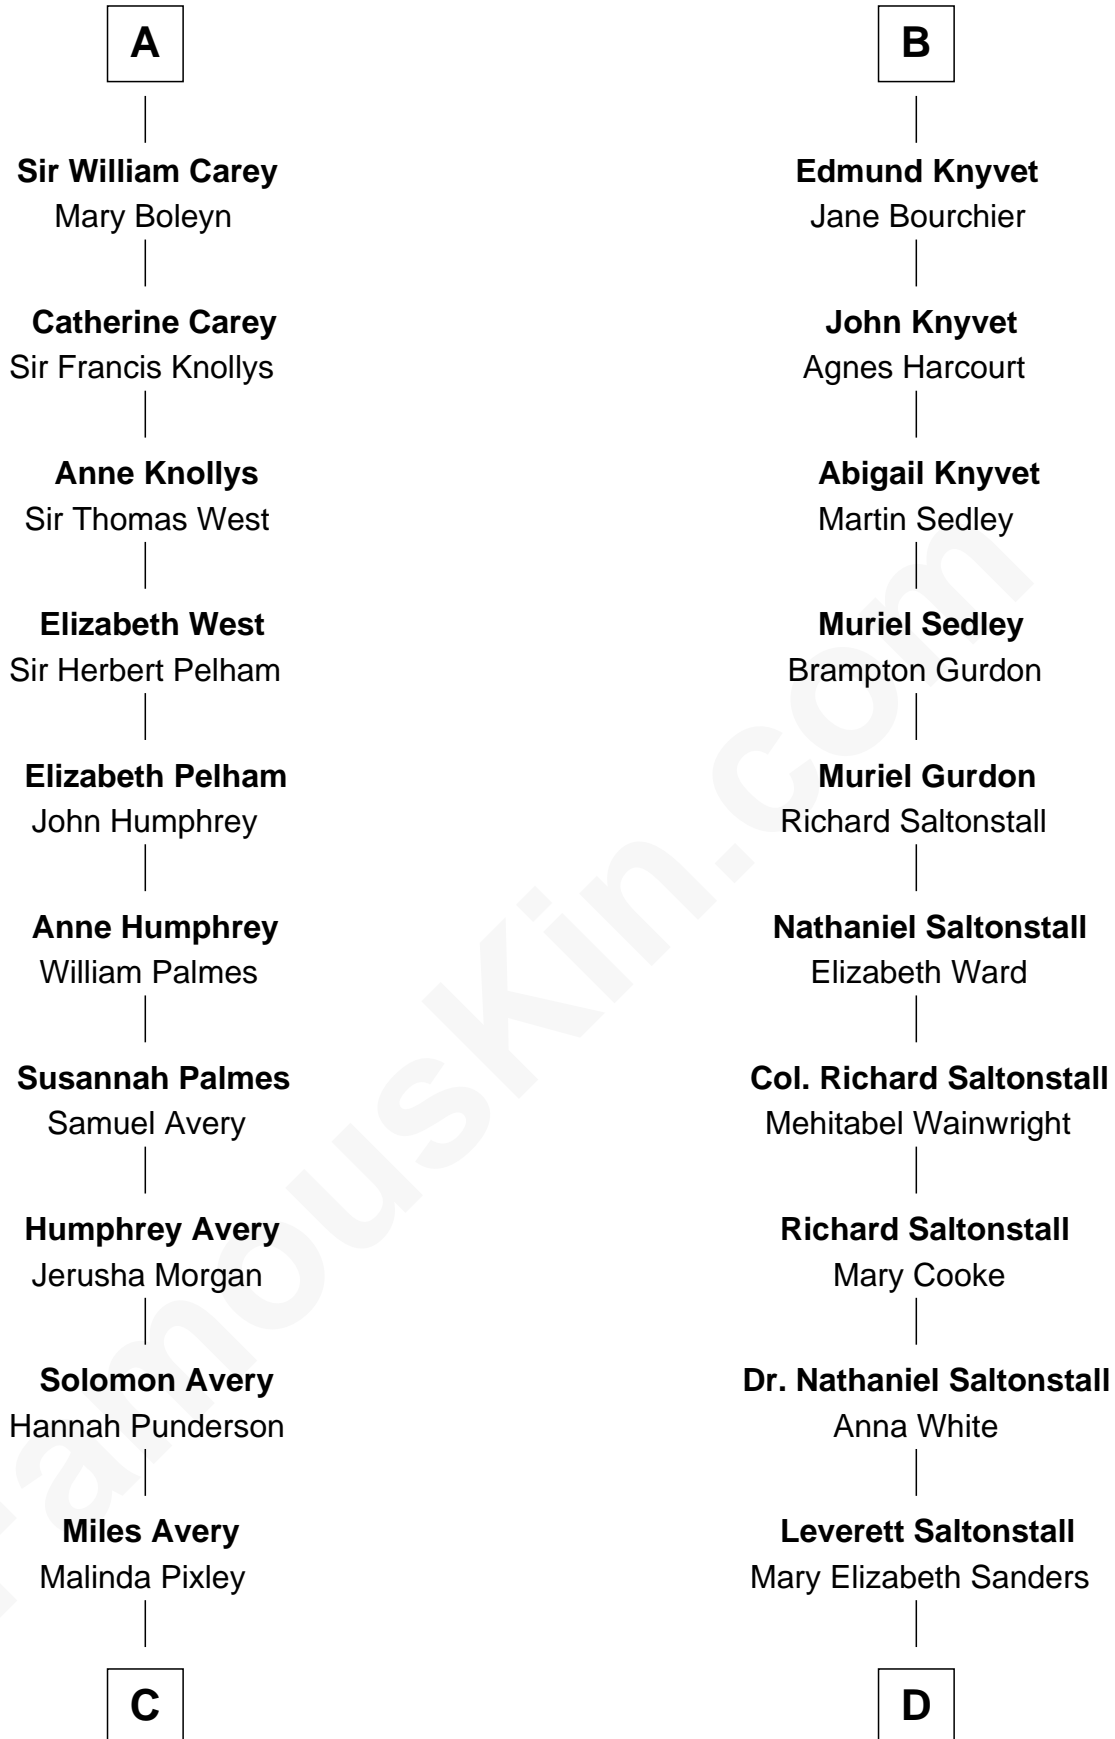 A
Sir William Carey
Mary Boleyn
Catherine Carey
Sir Francis Knollys
Anne Knollys
Sir Thomas West
Elizabeth West
Sir Herbert Pelham
Elizabeth Pelham
John Humphrey
Anne Humphrey
William Palmes
Susannah Palmes
Samuel Avery
Humphrey Avery
Jerusha Morgan
Solomon Avery
Hannah Punderson
Miles Avery
Malinda Pixley
C
B
Edmund Knyvet
Jane Bourchier
John Knyvet
Agnes Harcourt
Abigail Knyvet
Martin Sedley
Muriel Sedley
Brampton Gurdon
Muriel Gurdon
Richard Saltonstall
Nathaniel Saltonstall
Elizabeth Ward
Col. Richard Saltonstall
Mehitabel Wainwright
Richard Saltonstall
Mary Cooke
Dr. Nathaniel Saltonstall
Anna White
Leverett Saltonstall
Mary Elizabeth Sanders
D
FamousKin.com